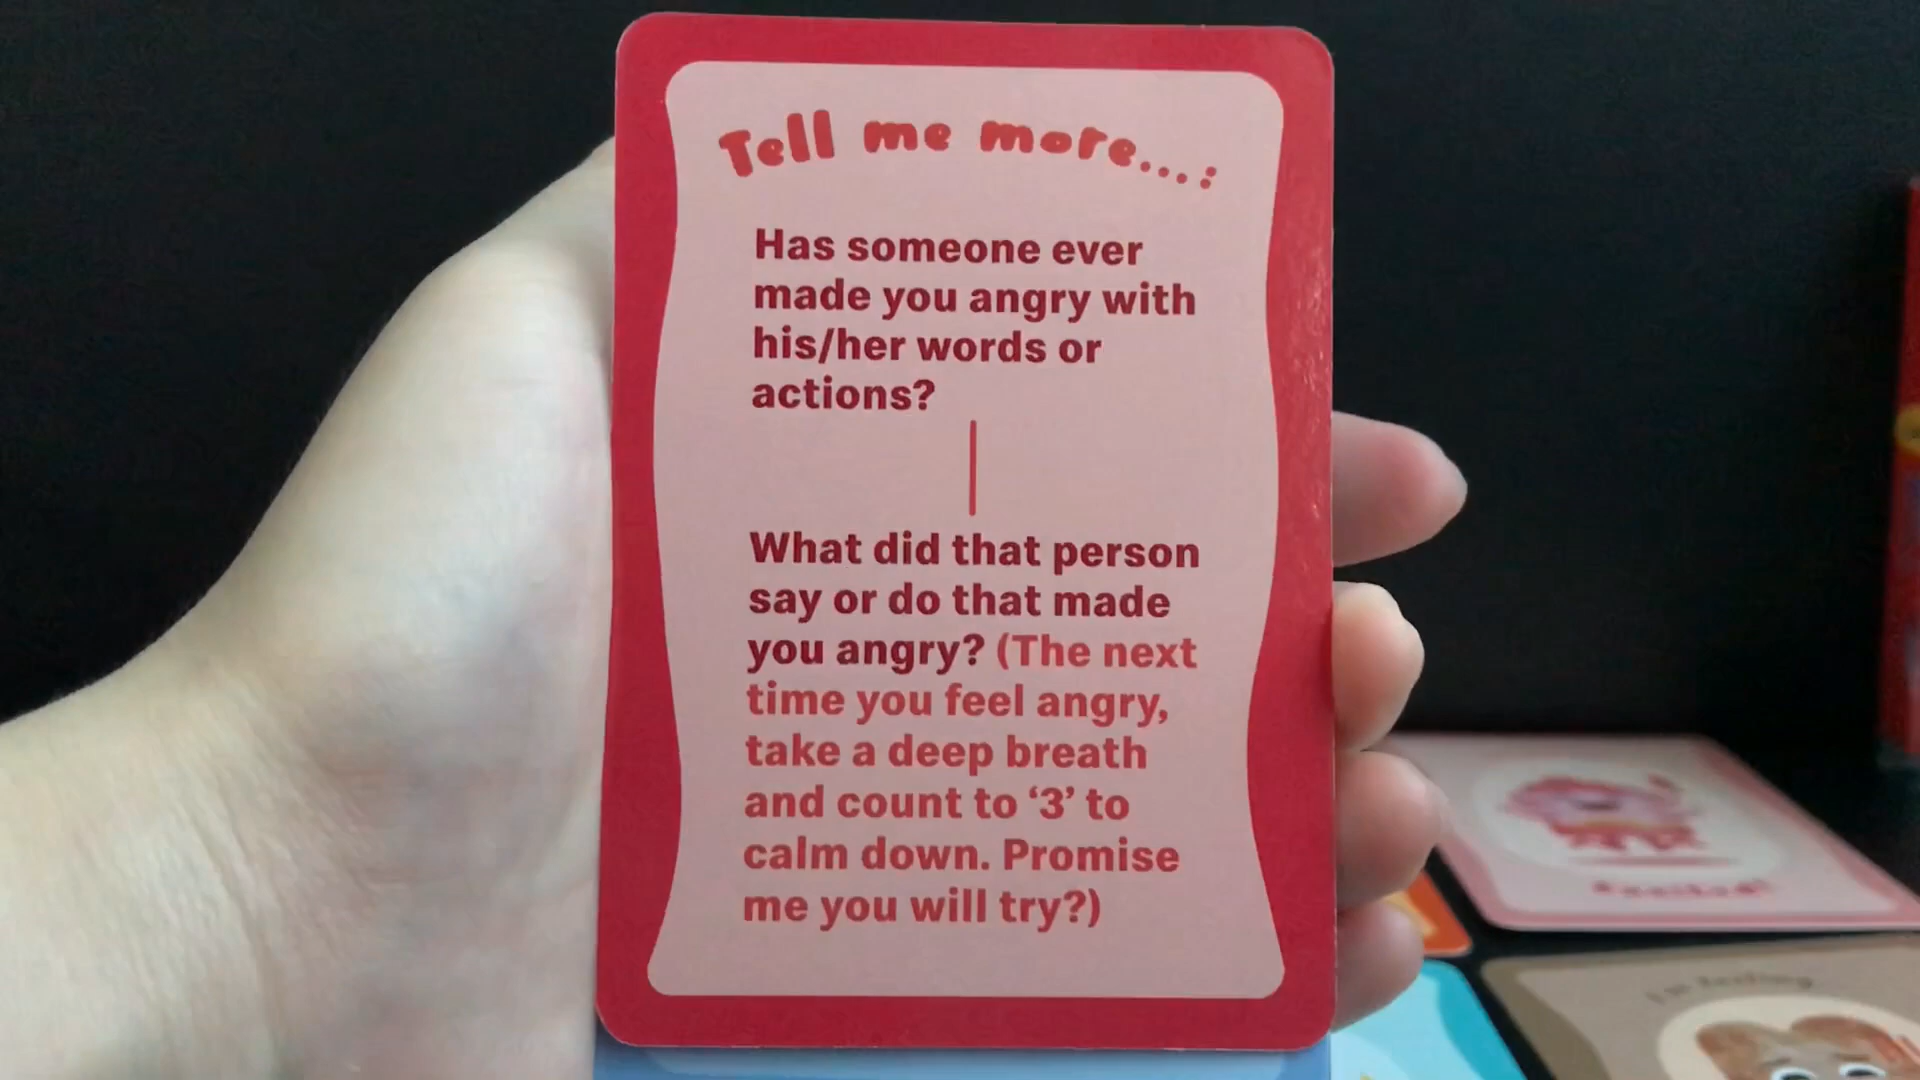 Tell me more...:
Has someone ever
made you angry with
his/her words or
actions?
What did that person
say or do that made
you angry? (The next
time you feel angry,
take a deep breath
and count to ‘3’ to
calm down. Promise
me you will try?)
I'm feeling